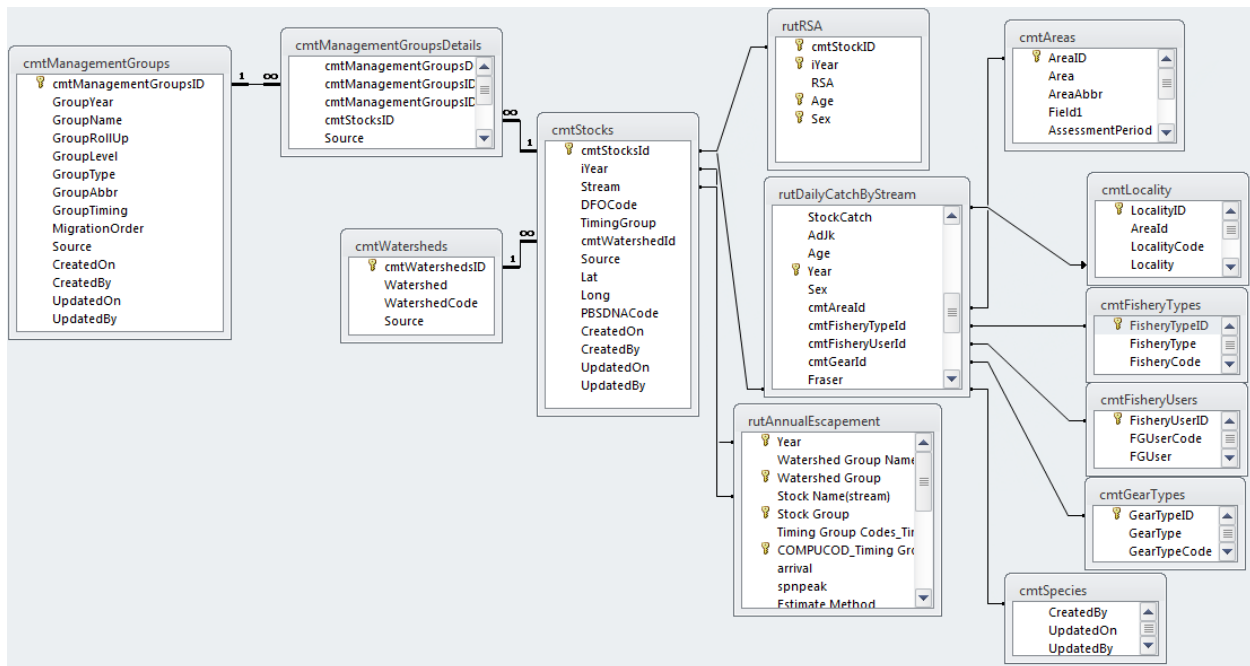 cmtManagementGroups
cmtManagementGroupsID
GroupYear
GroupName
GroupRollUp
GroupLevel
GroupType
GroupAbbr
GroupTiming
MigrationOrder
Source
CreatedOn
CreatedBy
UpdatedOn
UpdatedBy
1 ∞
cmtManagementGroupsDetails
cmtManagementGroupsD
cmtManagementGroupsID
cmtManagementGroupsID
cmtStocksID
Source
∞
1
cmtWatersheds
cmtWatershedsID
Watershed
WatershedCode
Source
∞
1
cmtStocks
cmtStocksId
iYear
Stream
DFOCode
TimingGroup
cmtWatershedId
Source
Lat
Long
PBSDNACode
CreatedOn
CreatedBy
UpdatedOn
UpdatedBy
rutRSA
cmtStockID
iYear
RSA
Age
Sex
rutDailyCatchByStream
StockCatch
AdJk
Age
Year
Sex
cmtAreaId
cmtFisheryTypeId
cmtFisheryUserId
cmtGearId
Fraser
rutAnnualEscapement
Year
Watershed Group Name
Watershed Group
Stock Name(stream)
Stock Group
Timing Group Codes_Tir
COMPUCOD_Timing Gro
arrival
spnpeak
Estimate Method
cmtAreas
AreaID
Area
AreaAbbr
Field1
AssessmentPeriod
cmtLocality
LocalityID
AreaId
LocalityCode
Locality
cmtFisheryTypes
FisheryTypeID
FisheryType
FisheryCode
cmtFisheryUsers
FisheryUserID
FGUserCode
FGUser
cmtGearTypes
GearTypeID
GearType
GearTypeCode
cmtSpecies
CreatedBy
UpdatedOn
UpdatedBy